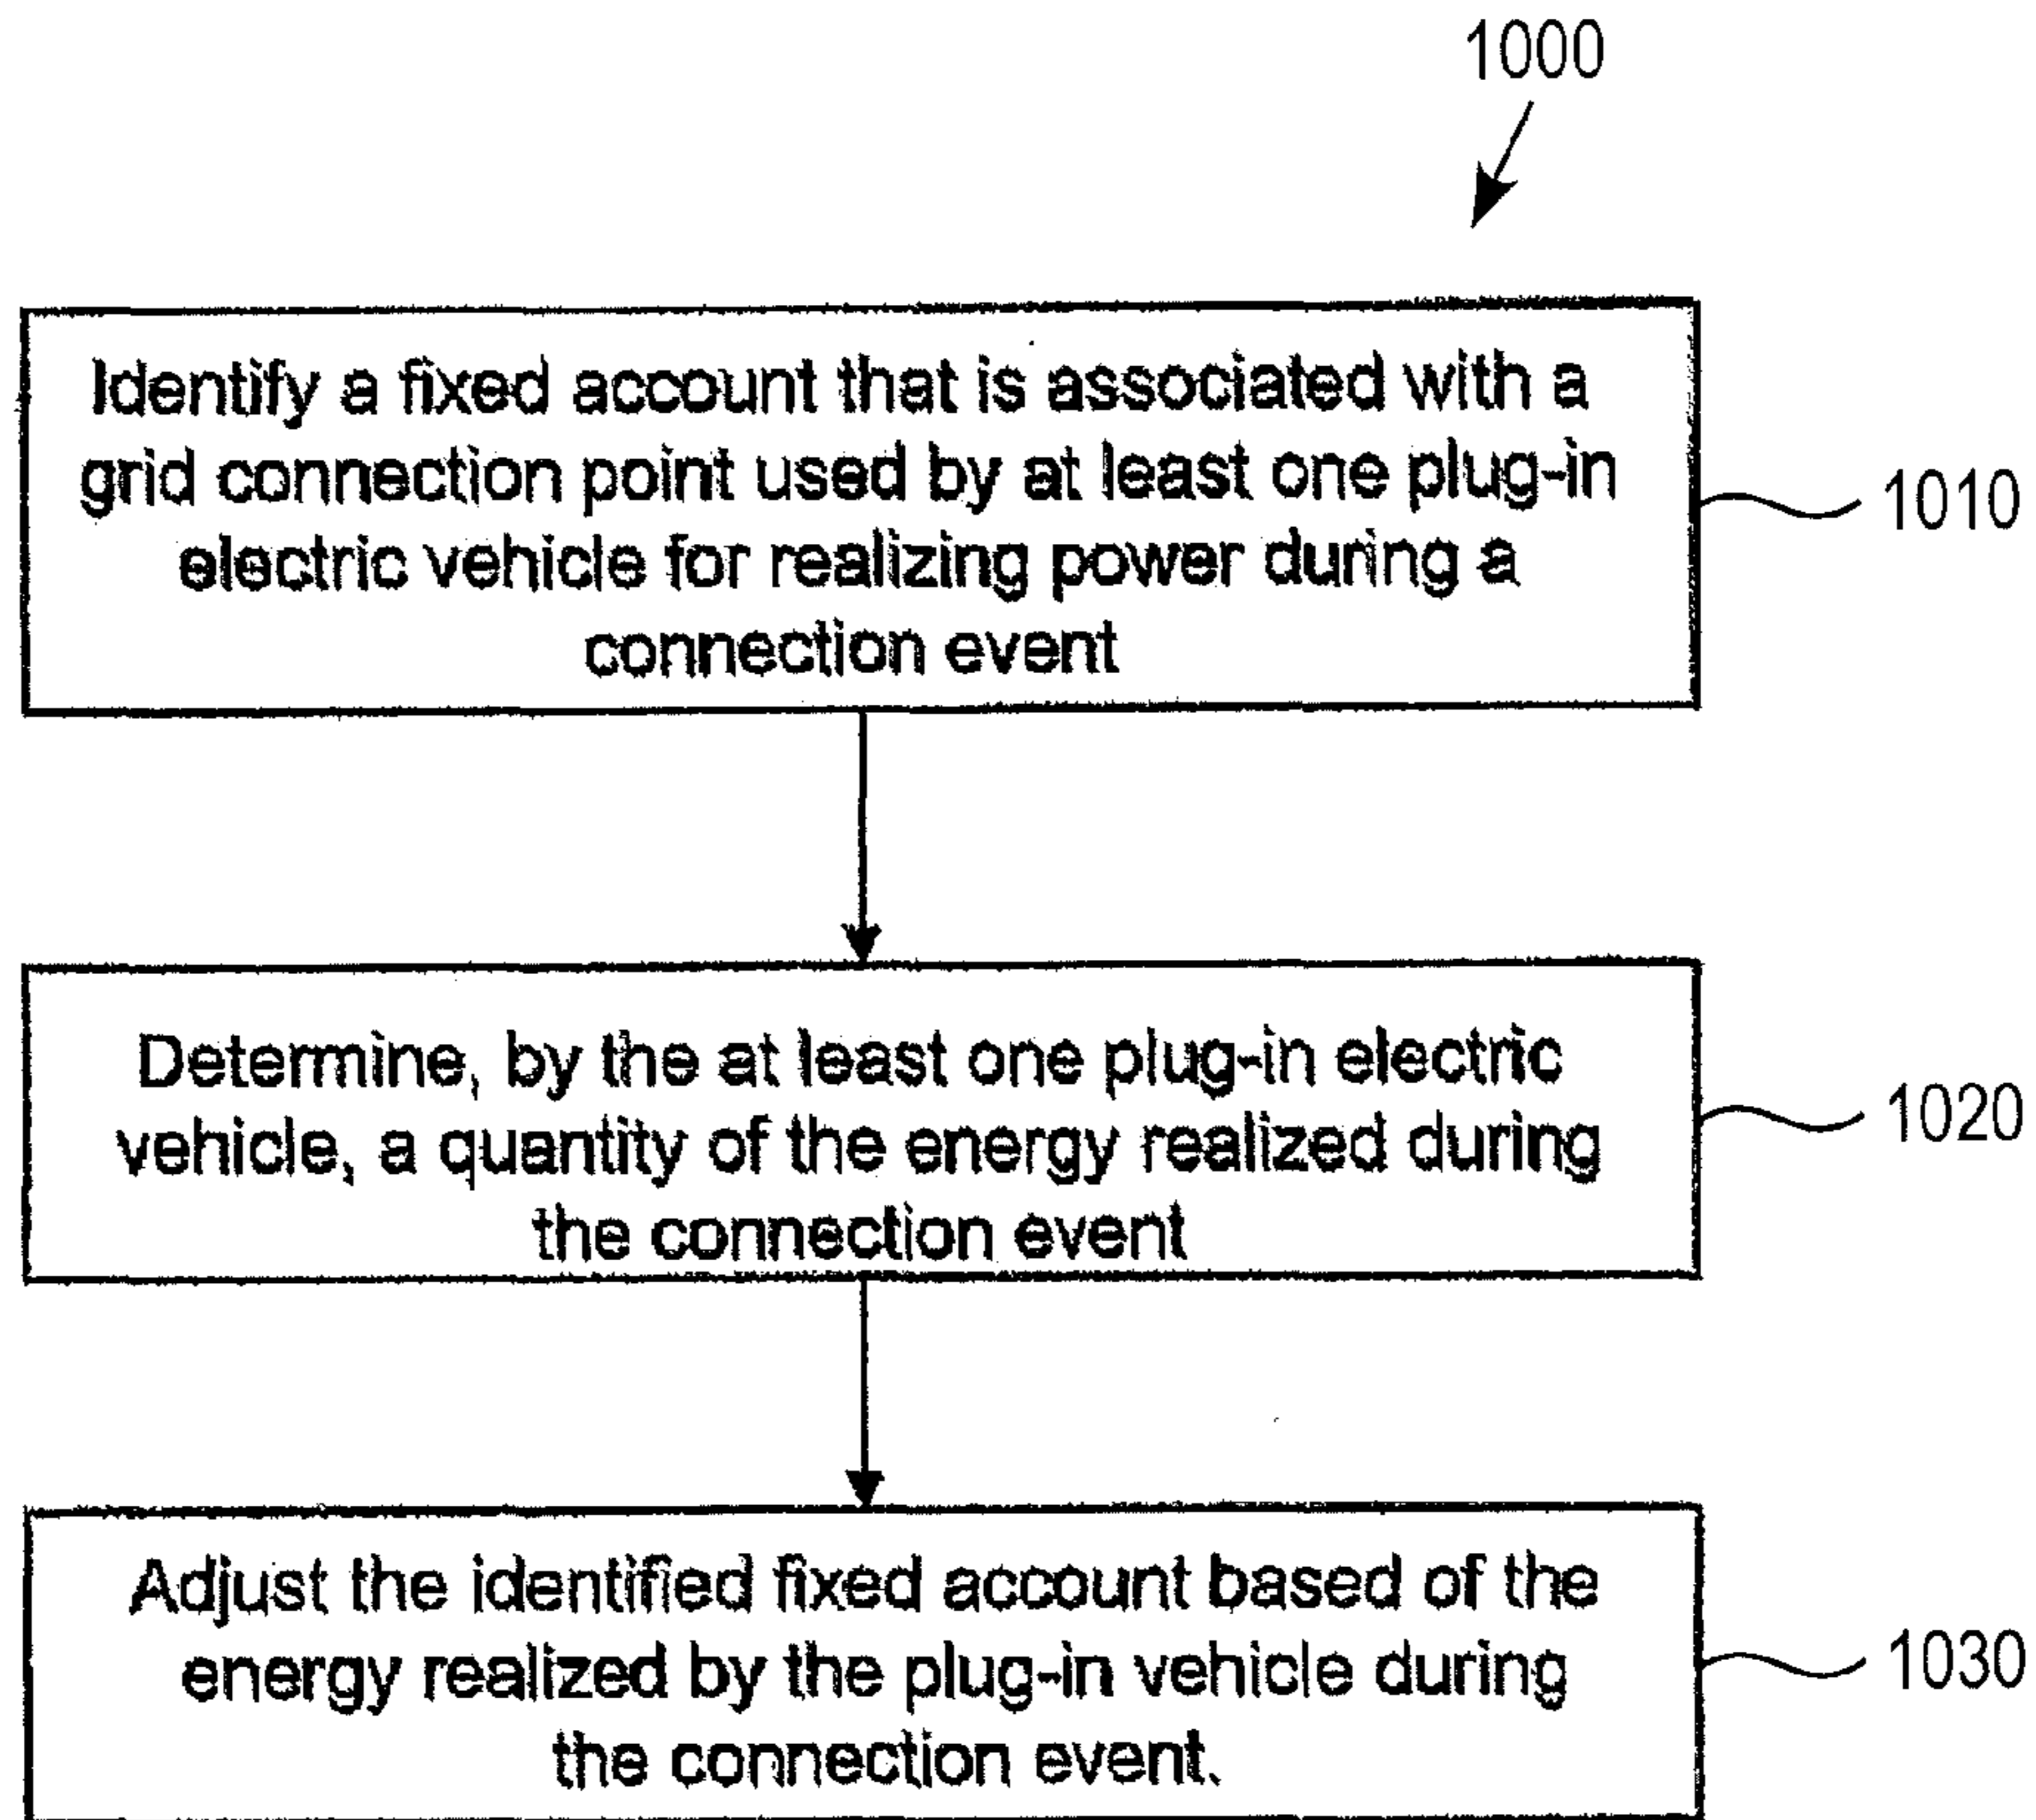 1000
Identify a fixed account that is associated with a
grid connection point used by at least one plug-in
electric vehicle for realizing power during a
connection event
1010
Determine, by the at least one plug-in electric
vehicle, a quantity of the energy realized during
the connection event
1020
Adjust the identified fixed account based of the
energy realized by the plug-in vehicle during
the connection event.
1030